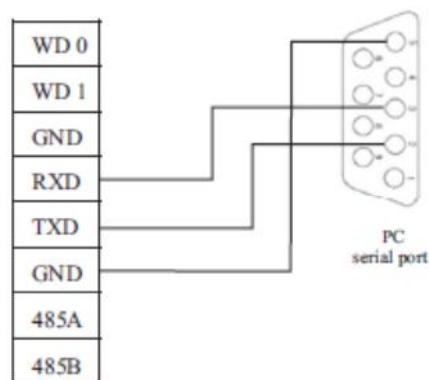 WD 0
WD 1
GND
RXD
TXD
GND
485A
485B
PC
serial port